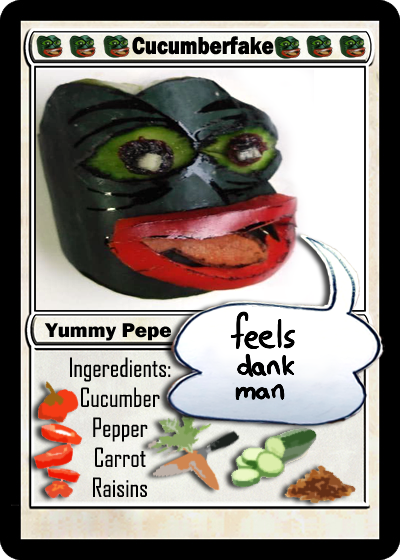 Cucumberfake
feels
dank
man
Yummy Pepe
Ingeredients:
Cucumber
Pepper
Carrot
Raisins